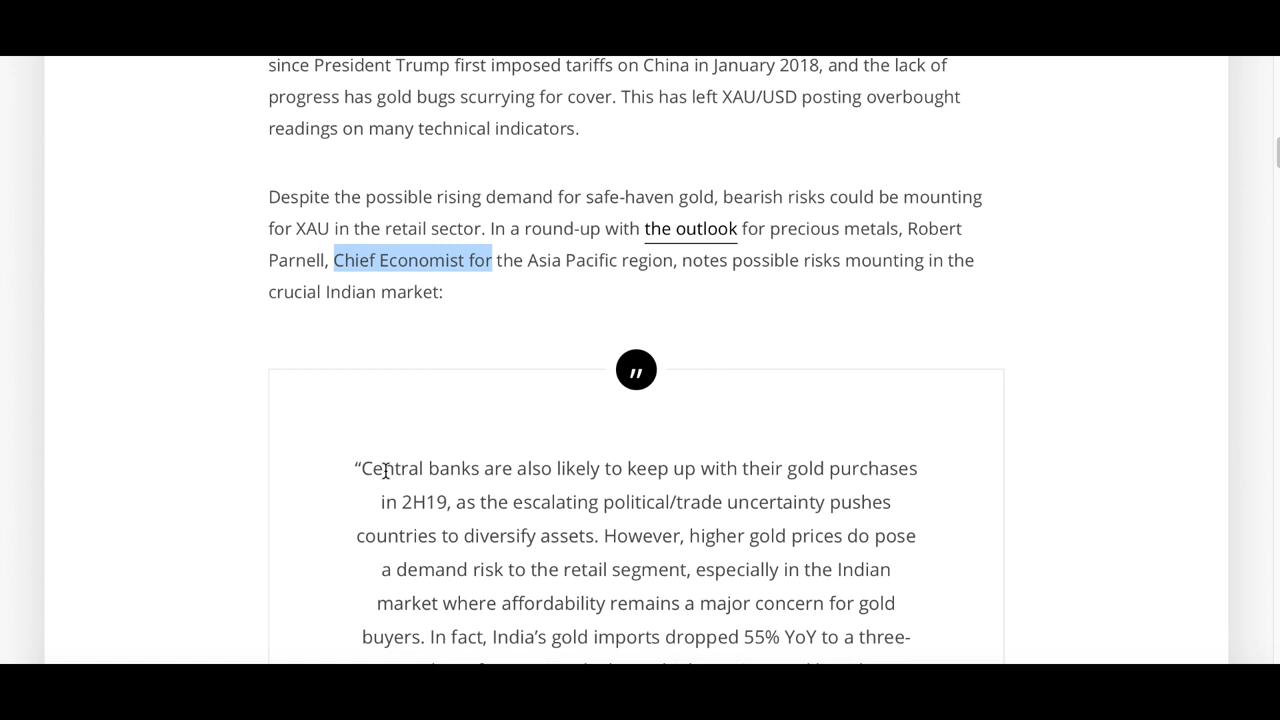 since President Trump first imposed tariffs on China in January 2018, and the lack of
progress has gold bugs scurrying for cover. This has left XAU/USD posting overbought
readings on many technical indicators.
Despite the possible rising demand for safe-haven gold, bearish risks could be mounting
for XAU in the retail sector. In a round-up with the outlook for precious metals, Robert
Parnell, Chief Economist for the Asia Pacific region, notes possible risks mounting in the
crucial Indian market:
”
“Central banks are also likely to keep up with their gold purchases
in 2H19, as the escalating political/trade uncertainty pushes
countries to diversify assets. However, higher gold prices do pose
a demand risk to the retail segment, especially in the Indian
market where affordability remains a major concern for gold
buyers. In fact, India’s gold imports dropped 55% YoY to a three-